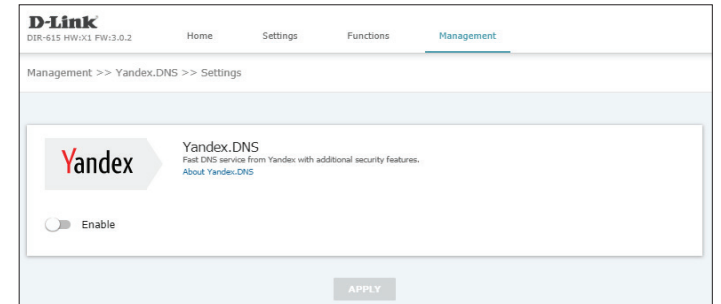 D-Link
DIR-615 HW:X1 FW:3.0.2
Home Settings Functions Management
Management >> Yandex.DNS >> Settings
Yandex
Yandex.DNS
Fast DNS service from Yandex with additional security features.
About Yandex.DNS
Enable
APPLY